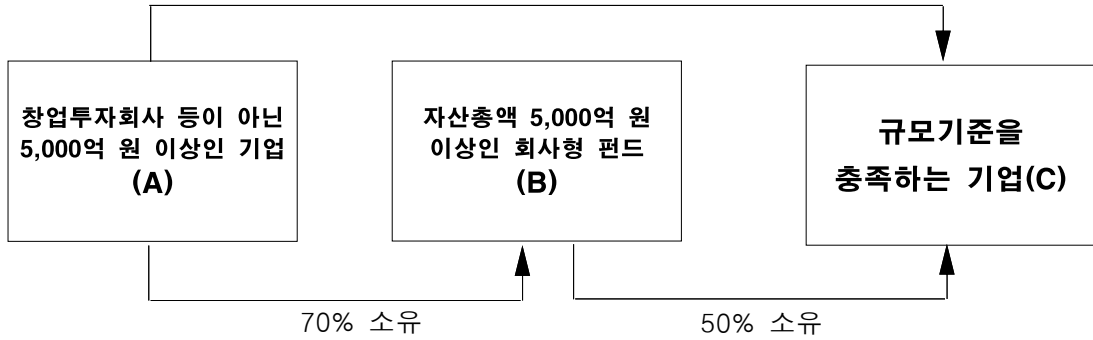 창업투자회사 등이 아닌
5,000억 원 이상인 기업
(A)
자산총액 5,000억 원
이상인 회사형 펀드
(B)
규모기준을
충족하는 기업(C)
70% 소유
50% 소유